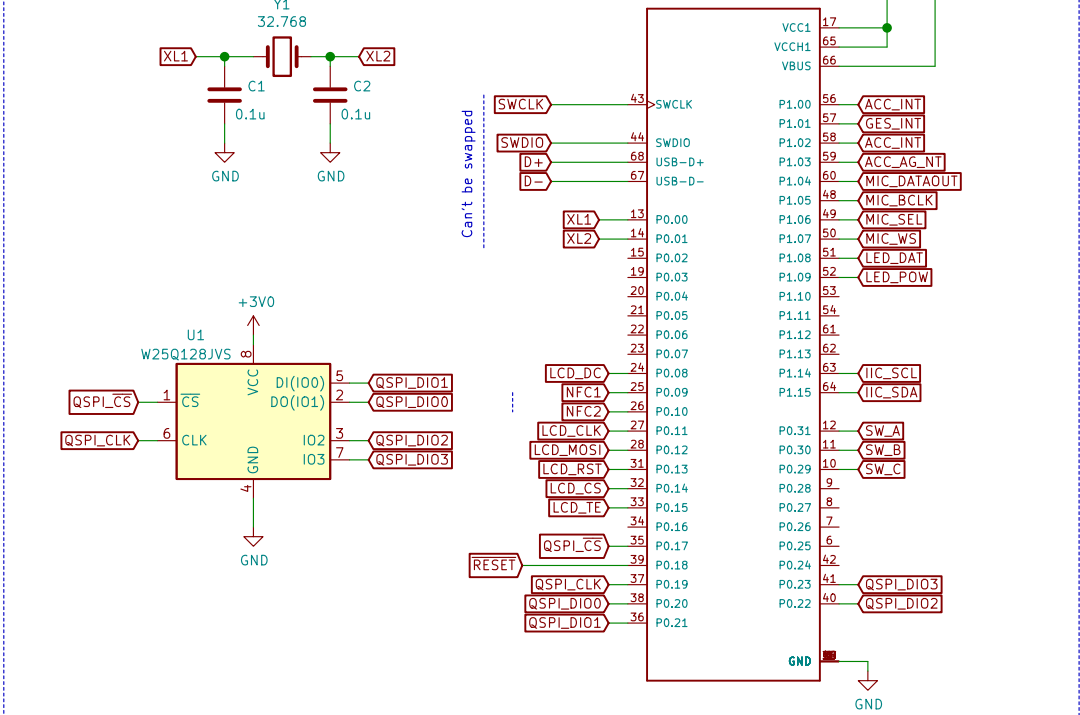 Y1
32.768
XL1
XL2
C1
0.1u
C2
0.1u
GND
GND
+3V0
U1
W25Q128JVS
8
VCC
QSPI_CS
1
CS
QSPI_CLK
6
CLK
DI(IO0)
5
QSPI_DIO1
DO(IO1)
2
QSPI_DIO0
IO2
3
QSPI_DIO2
IO3
7
QSPI_DIO3
GND
4
GND
Can't be swapped
SWCLK 43 SWCLK
SWDIO 44 SWDIO
D+ 68 USB-D+
D- 67 USB-D-
XL1 13 P0.00
XL2 14 P0.01
15 P0.02
19 P0.03
20 P0.04
21 P0.05
22 P0.06
23 P0.07
LCD_DC 24 P0.08
NFC1 25 P0.09
NFC2 26 P0.10
LCD_CLK 27 P0.11
LCD_MOSI 28 P0.12
LCD_RST 31 P0.13
LCD_CS 32 P0.14
LCD_TE 33 P0.15
34 P0.16
QSPI_CS 35 P0.17
RESET 39 P0.18
QSPI_CLK 37 P0.19
QSPI_DIO0 38 P0.20
QSPI_DIO1 36 P0.21
VCC1 17
VCCH1 65
VBUS 66
P1.00 56 ACC_INT
P1.01 57 GES_INT
P1.02 58 ACC_INT
P1.03 59 ACC_AG_NT
P1.04 60 MIC_DATAOUT
P1.05 48 MIC_BCLK
P1.06 49 MIC_SEL
P1.07 50 MIC_WS
P1.08 51 LED_DAT
P1.09 52 LED_POW
P1.10 53
P1.11 54
P1.12 61
P1.13 62
P1.14 63 IIC_SCL
P1.15 64 IIC_SDA
P0.31 12 SW_A
P0.30 11 SW_B
P0.29 10 SW_C
P0.28 9
P0.27 8
P0.26 7
P0.25 6
P0.24 42
P0.23 41 QSPI_DIO3
P0.22 40 QSPI_DIO2
GND
GND